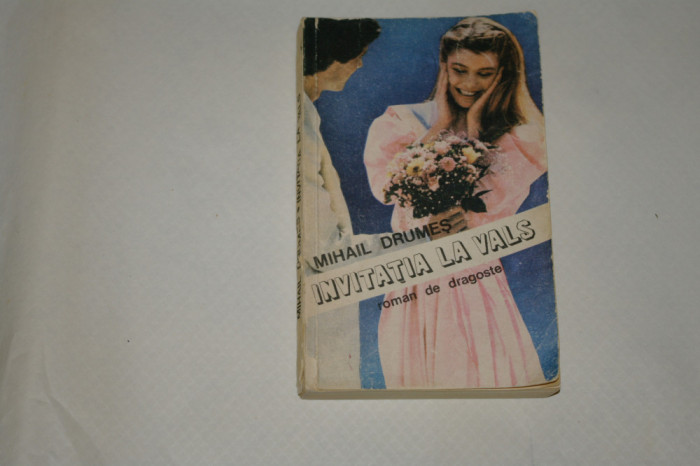 MIHAIL DRUMEȘ
INVITAȚIA LA VALS
roman de dragoste